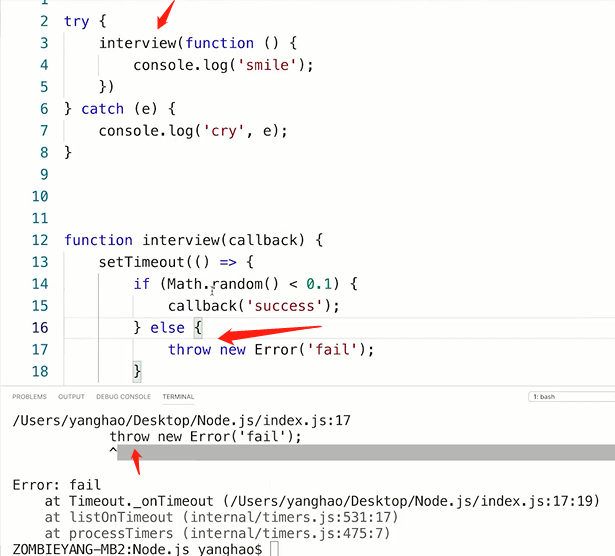 1
2 try {
3 interview(function () {
4 console.log('smile');
5 })
6 } catch (e) {
7 console.log('cry', e);
8 }
9
10
11
12 function interview(callback) {
13 setTimeout(() => {
14 if (Math.random() < 0.1) {
15 callback('success');
16 } else {
17 throw new Error('fail');
18 }
PROBLEMS OUTPUT DEBUG CONSOLE TERMINAL 1: bash
/Users/yanghao/Desktop/Node.js/index.js:17
throw new Error('fail');
^
Error: fail
at Timeout._onTimeout (/Users/yanghao/Desktop/Node.js/index.js:17:19)
at listOnTimeout (internal/timers.js:531:17)
at processTimers (internal/timers.js:475:7)
ZOMBIEYANG-MB2:Node.js yanghao$